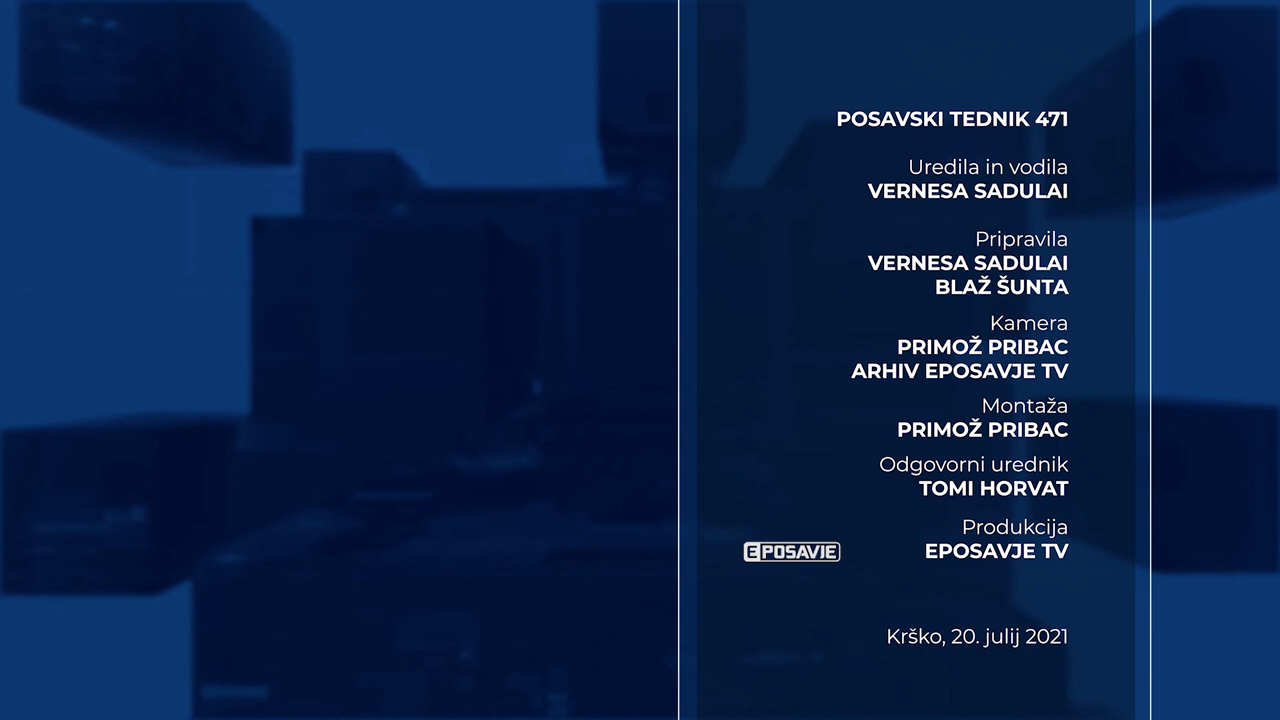 POSAVSKI TEDNIK 471
Uredila in vodila
VERNESA SADULAI
Pripravila
VERNESA SADULAI
BLAŽ ŠUNTA
Kamera
PRIMOŽ PRIBAC
ARHIV EPOSAVJE TV
Montaža
PRIMOŽ PRIBAC
Odgovorni urednik
TOMI HORVAT
Produkcija
EPOSAVJE TV
EPOSAVJE
Krško, 20. julij 2021